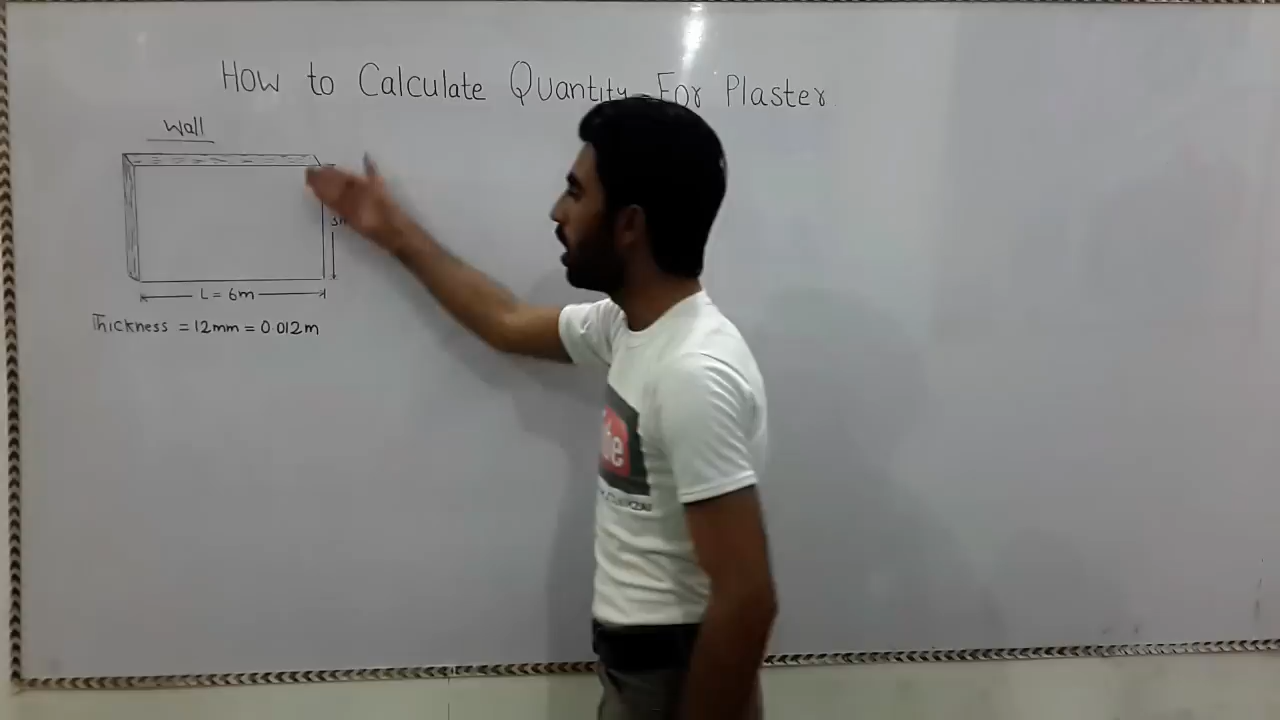 How to Calculate Quantity For Plaster
Wall
L = 6m
Thickness = 12mm = 0.012m